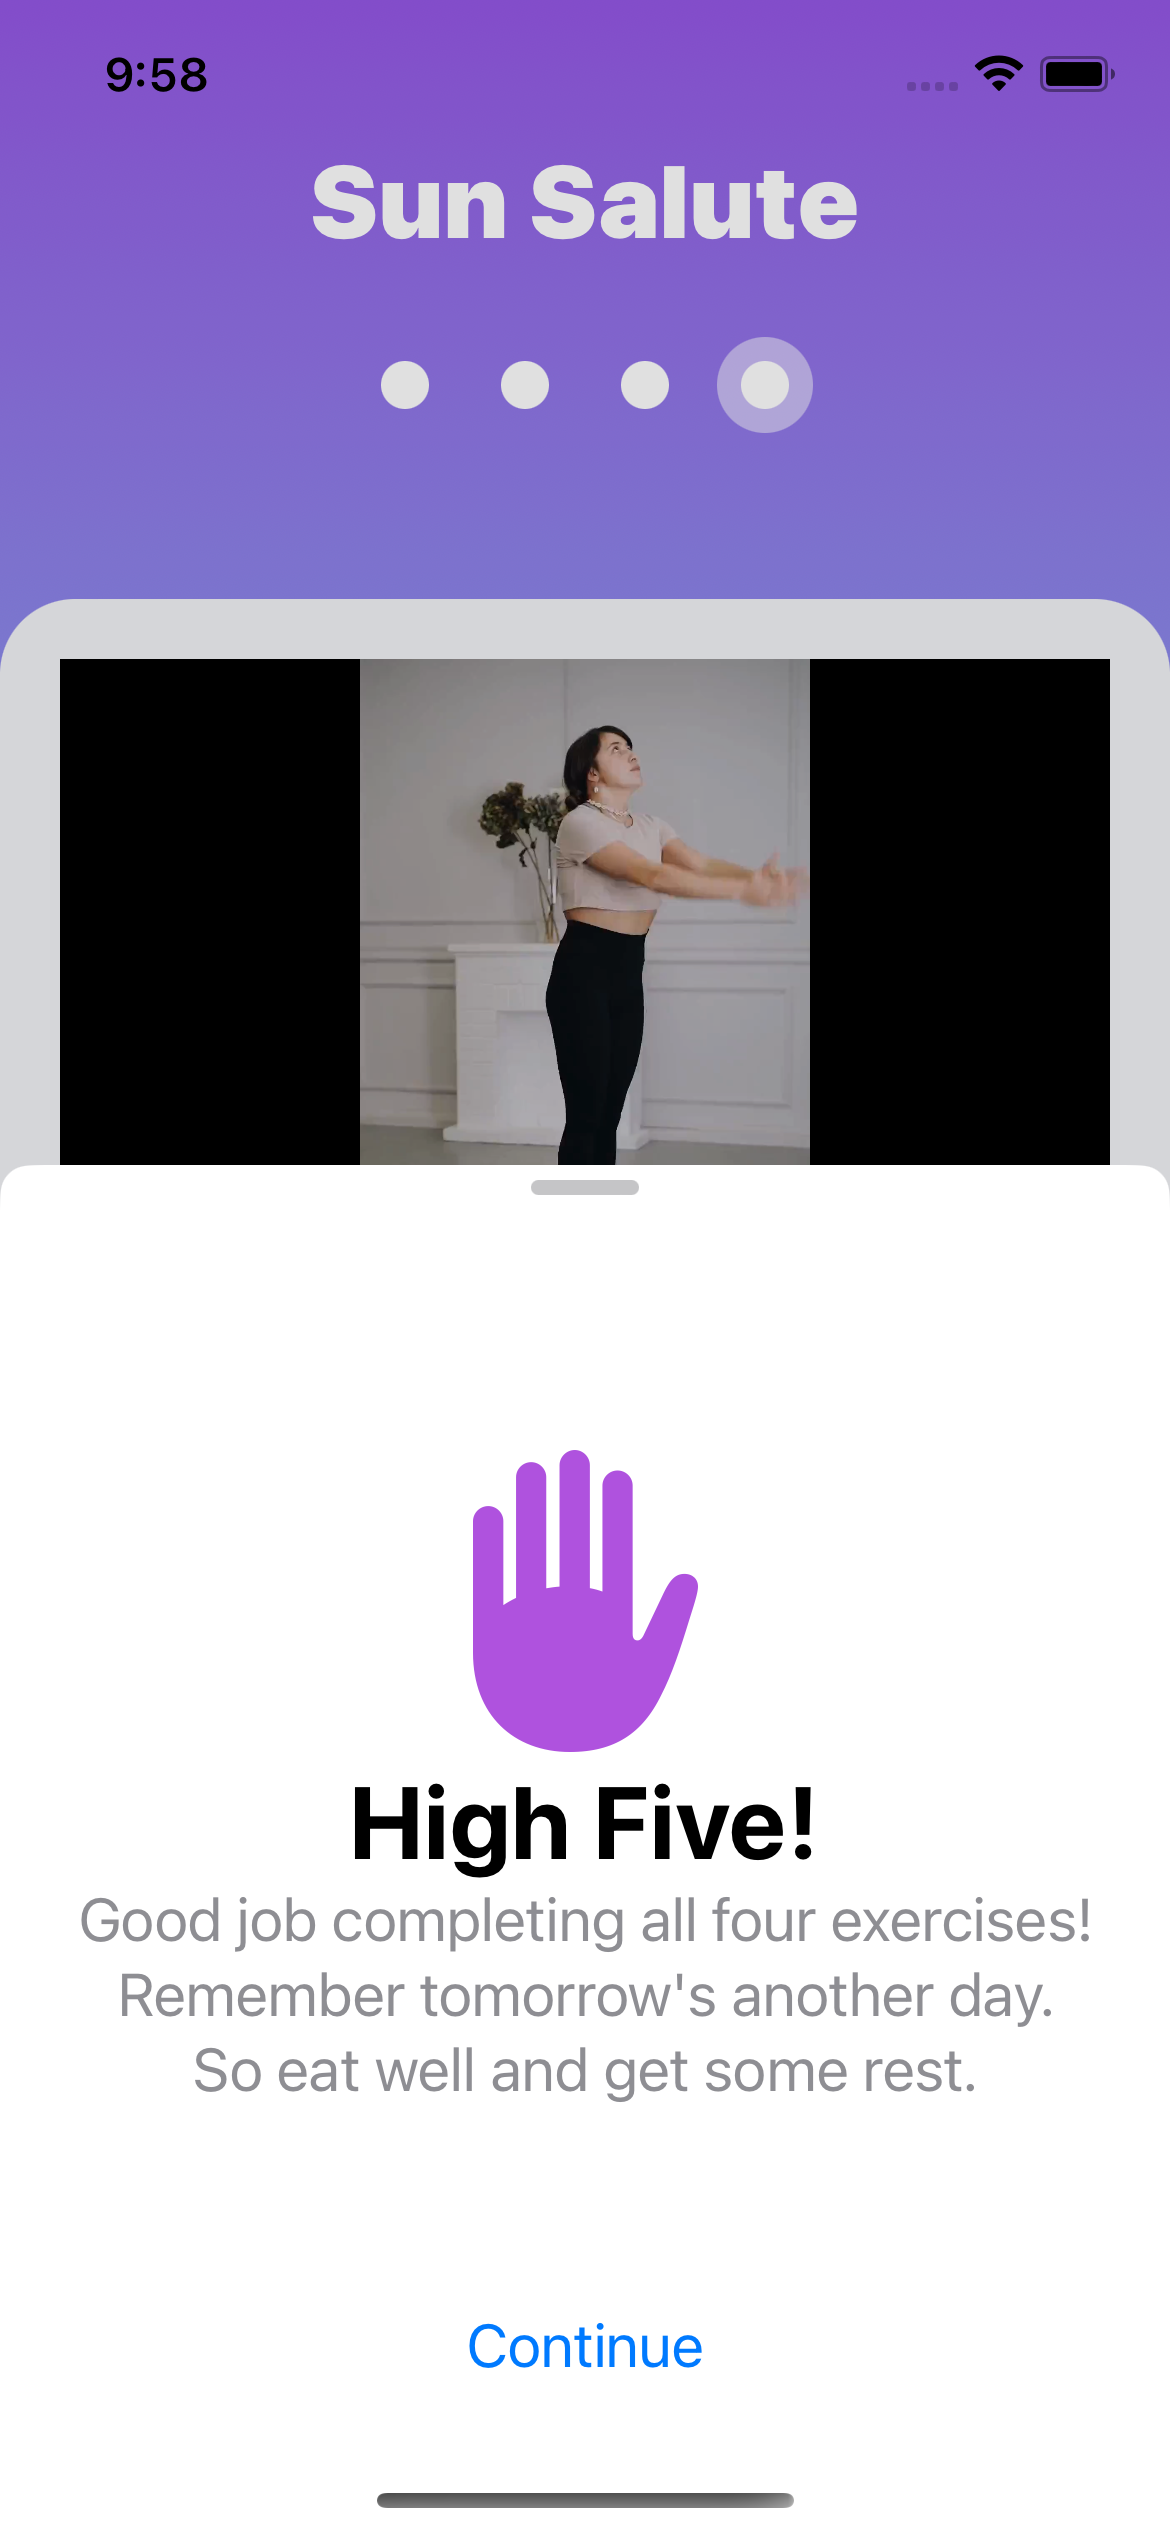 9:58
Sun Salute
High Five!
Good job completing all four exercises!
Remember tomorrow's another day.
So eat well and get some rest.
Continue